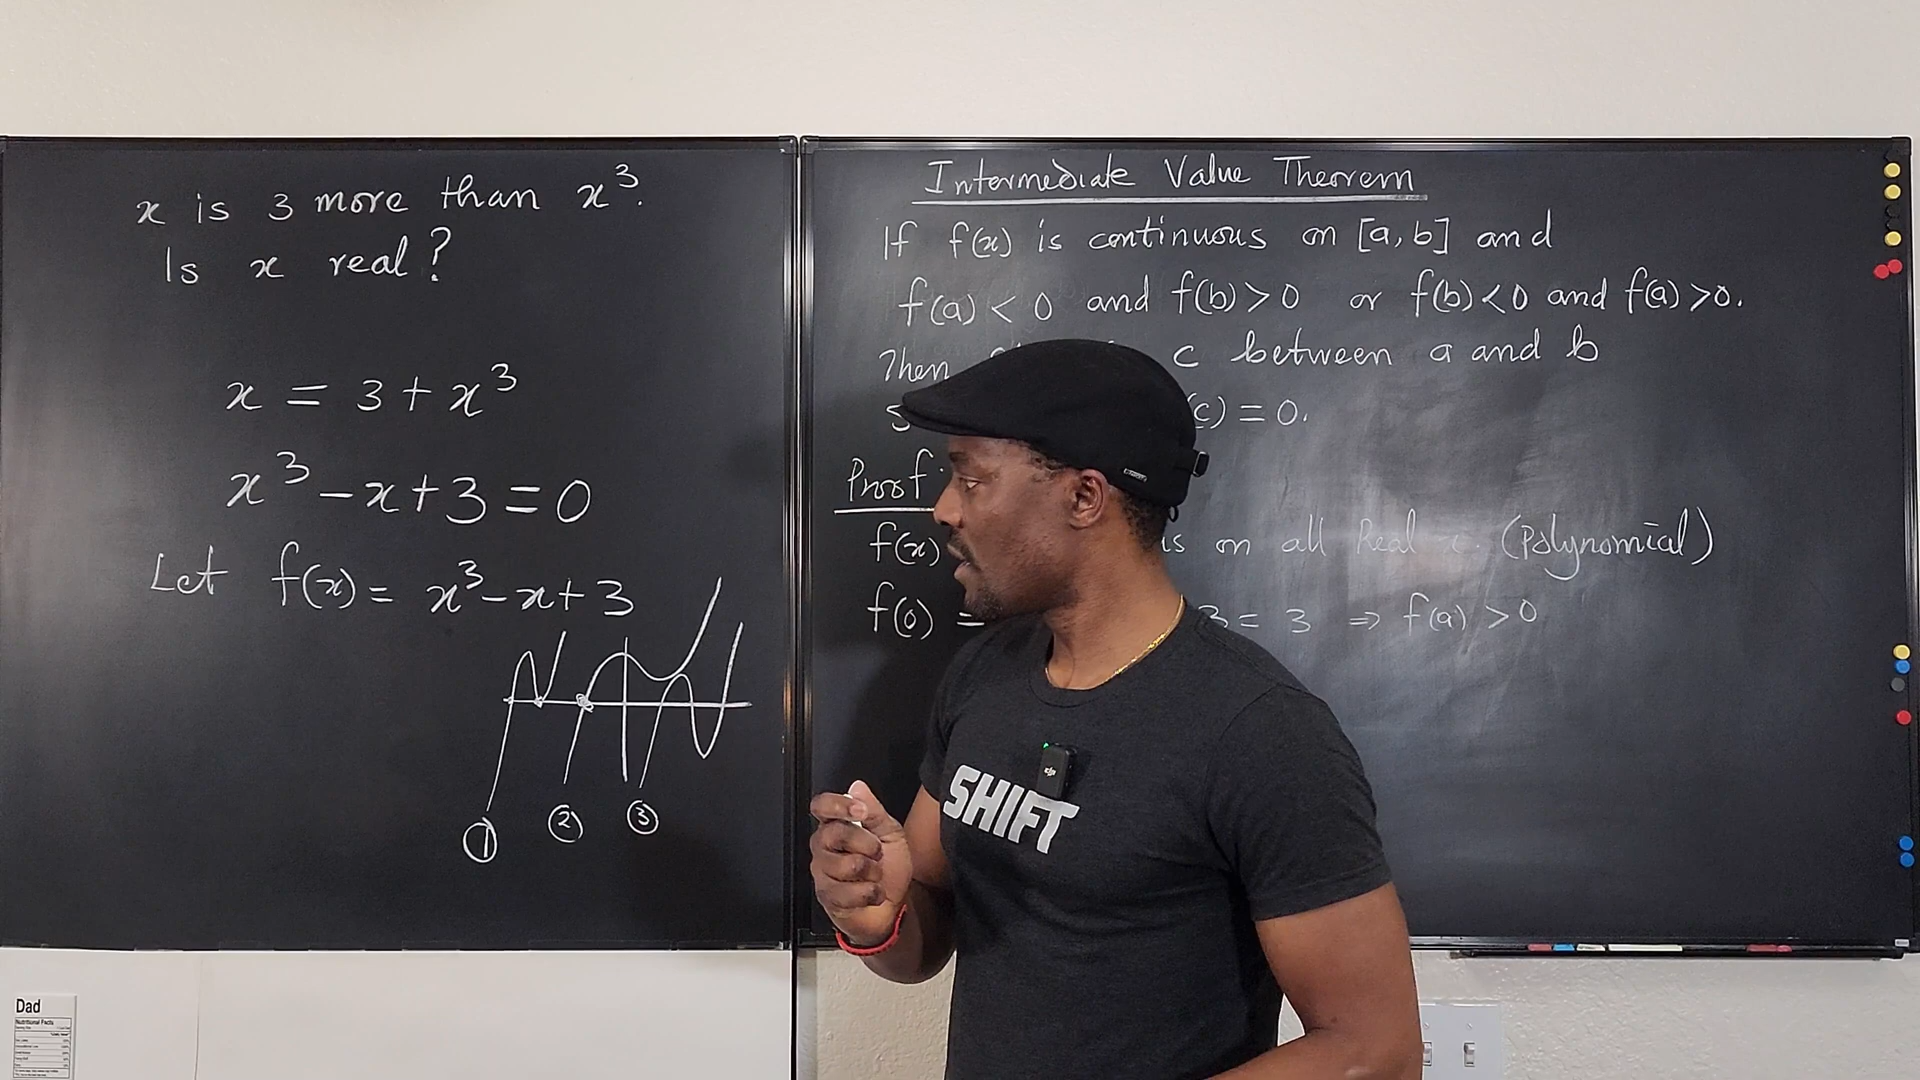 x is 3 more than x³.
Is x real?
x = 3 + x³
x³ - x + 3 = 0
Let f(x) = x³ - x + 3
① ② ③
Intermediate Value Theorem
If f(x) is continuous on [a, b] and
f(a) < 0 and f(b) > 0 or f(b) < 0 and f(a) > 0.
Then c between a and b
(c) = 0.
Proof
f(x) on all Real x. (Polynomial)
f(0) = 3 = 3 ⇒ f(a) > 0
SHIFT
Dad
Nutritional Facts